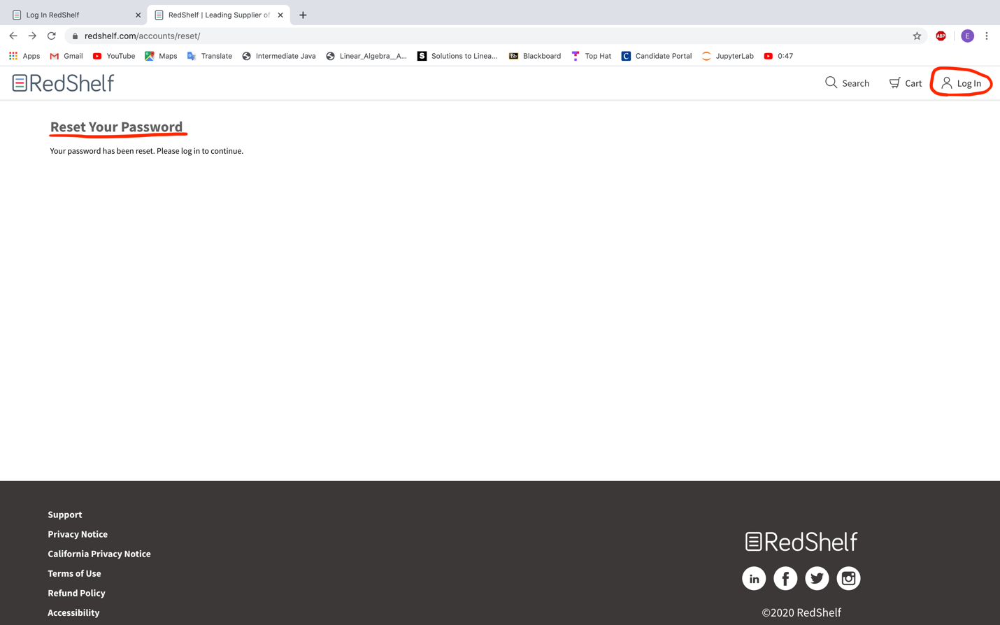 Log In RedShelf
RedShelf | Leading Supplier of
redshelf.com/accounts/reset/
ABP
E
Apps
Gmail
YouTube
Maps
Translate
Intermediate Java
Linear_Algebra__A...
S
Solutions to Linea...
Bb
Blackboard
Top Hat
C
Candidate Portal
JupyterLab
0:47
RedShelf
Search
Cart
Log In
Reset Your Password
Your password has been reset. Please log in to continue.
Support
Privacy Notice
California Privacy Notice
Terms of Use
Refund Policy
Accessibility
RedShelf
in
f
©2020 RedShelf